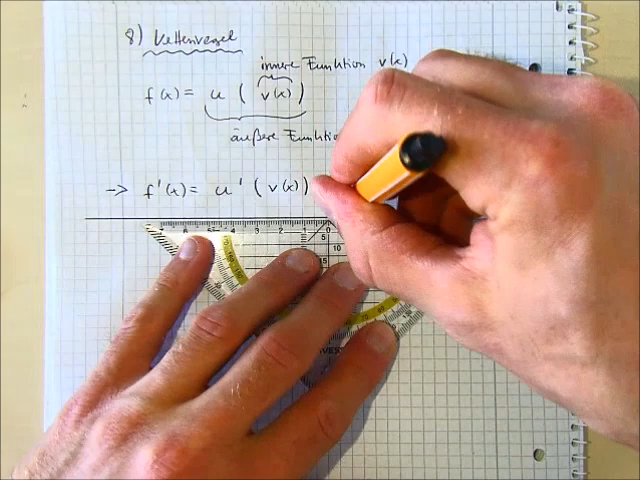 8) Kettenregel
innere Funktion v(x)
f(x) = u ( v(x) )
äußere Funktion
-> f'(x) = u' ( v(x) )